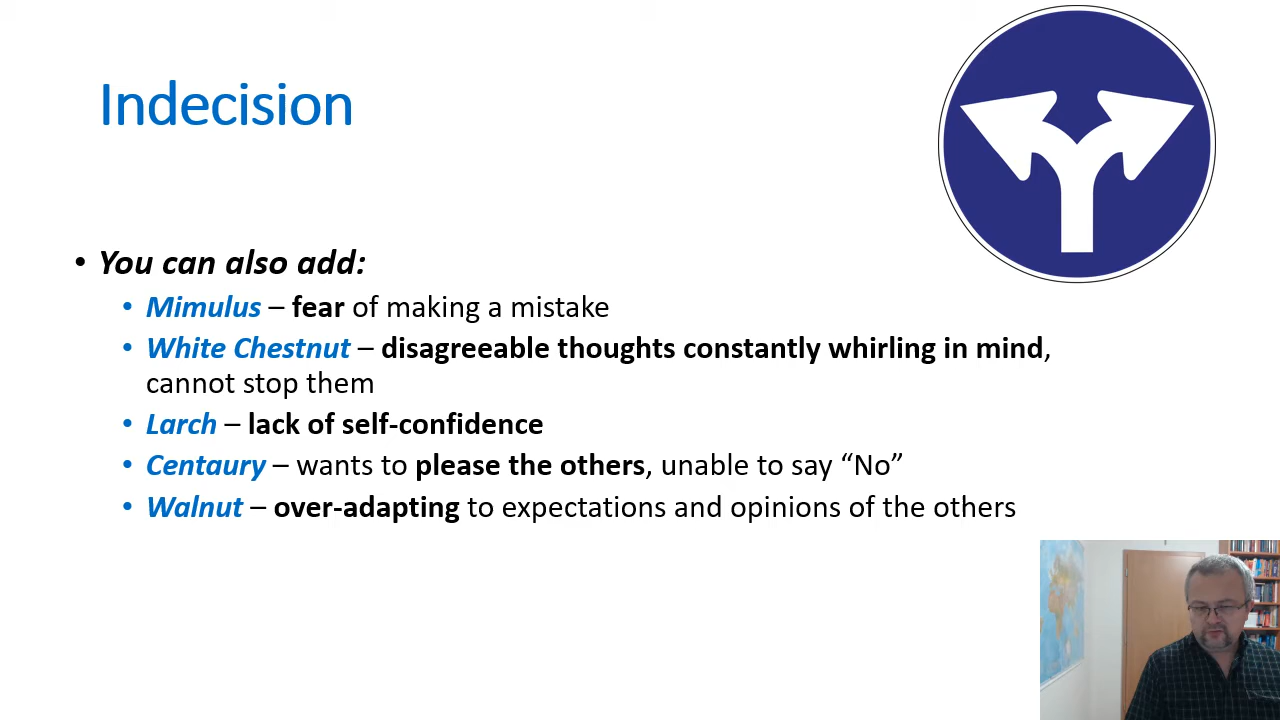 Indecision
• You can also add:
• Mimulus – fear of making a mistake
• White Chestnut – disagreeable thoughts constantly whirling in mind,
cannot stop them
• Larch – lack of self-confidence
• Centaury – wants to please the others, unable to say “No”
• Walnut – over-adapting to expectations and opinions of the others